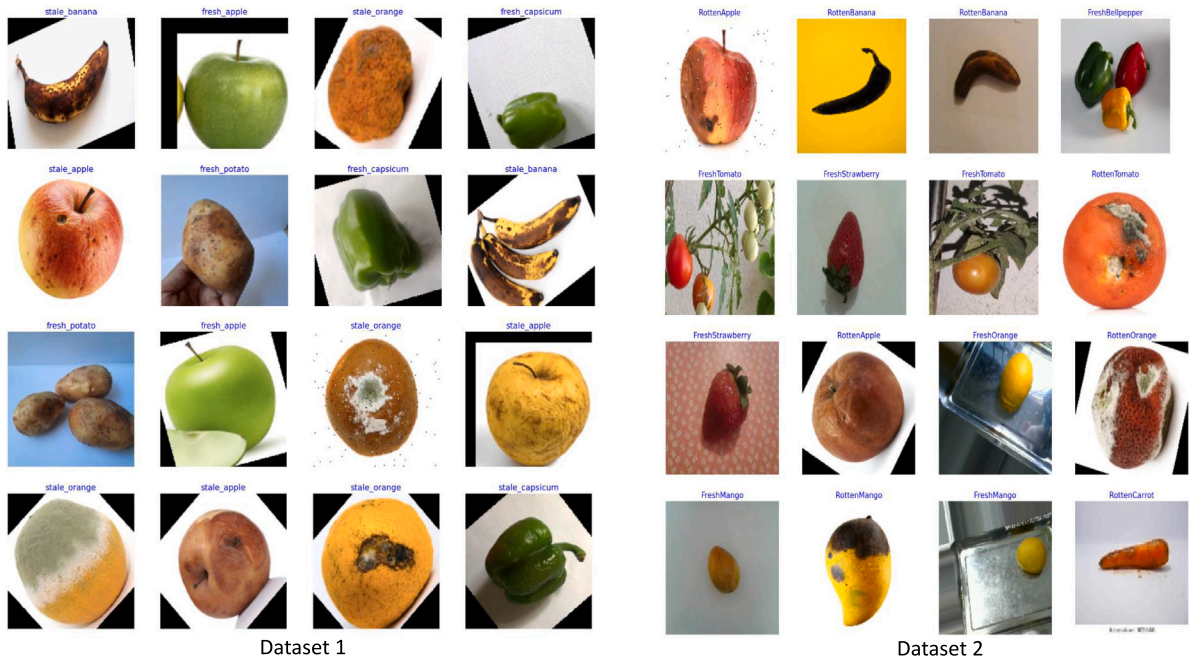 stale_banana fresh_apple stale_orange fresh_capsicum
stale_apple fresh_potato fresh_capsicum stale_banana
fresh_potato fresh_apple stale_orange stale_apple
stale_orange stale_apple stale_orange stale_capsicum
Dataset 1
RottenApple RottenBanana RottenBanana FreshBellpepper
FreshTomato FreshStrawberry FreshTomato RottenTomato
FreshStrawberry RottenApple FreshOrange RottenOrange
FreshMango RottenMango FreshMango RottenCarrot
Dataset 2